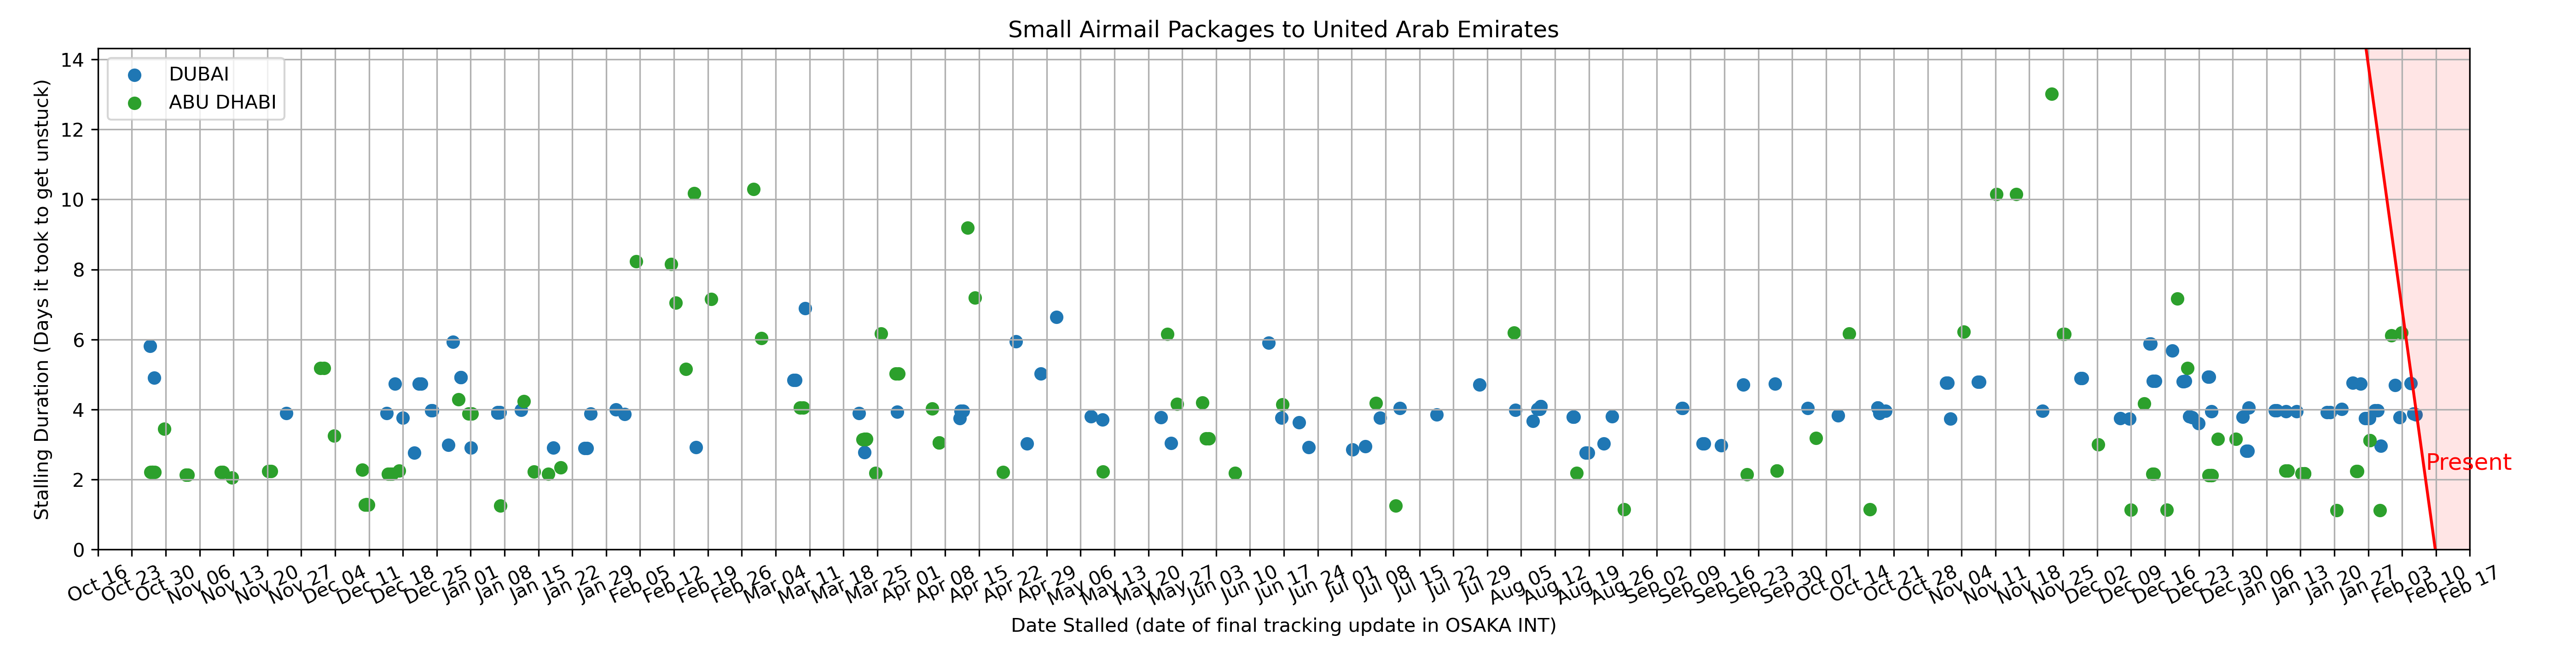 Small Airmail Packages to United Arab Emirates
DUBAI
ABU DHABI
Stalling Duration (Days it took to get unstuck)
14
12
10
8
6
4
2
0
Present
Oct 16 Oct 23 Oct 30 Nov 06 Nov 13 Nov 20 Nov 27 Dec 04 Dec 11 Dec 18 Dec 25 Jan 01 Jan 08 Jan 15 Jan 22 Jan 29 Feb 05 Feb 12 Feb 19 Feb 26 Mar 04 Mar 11 Mar 18 Mar 25 Apr 01 Apr 08 Apr 15 Apr 22 Apr 29 May 06 May 13 May 20 May 27 Jun 03 Jun 10 Jun 17 Jun 24 Jul 01 Jul 08 Jul 15 Jul 22 Jul 29 Aug 05 Aug 12 Aug 19 Aug 26 Sep 02 Sep 09 Sep 16 Sep 23 Sep 30 Oct 07 Oct 14 Oct 21 Oct 28 Nov 04 Nov 11 Nov 18 Nov 25 Dec 02 Dec 09 Dec 16 Dec 23 Dec 30 Jan 06 Jan 13 Jan 20 Jan 27 Feb 03 Feb 10 Feb 17
Date Stalled (date of final tracking update in OSAKA INT)